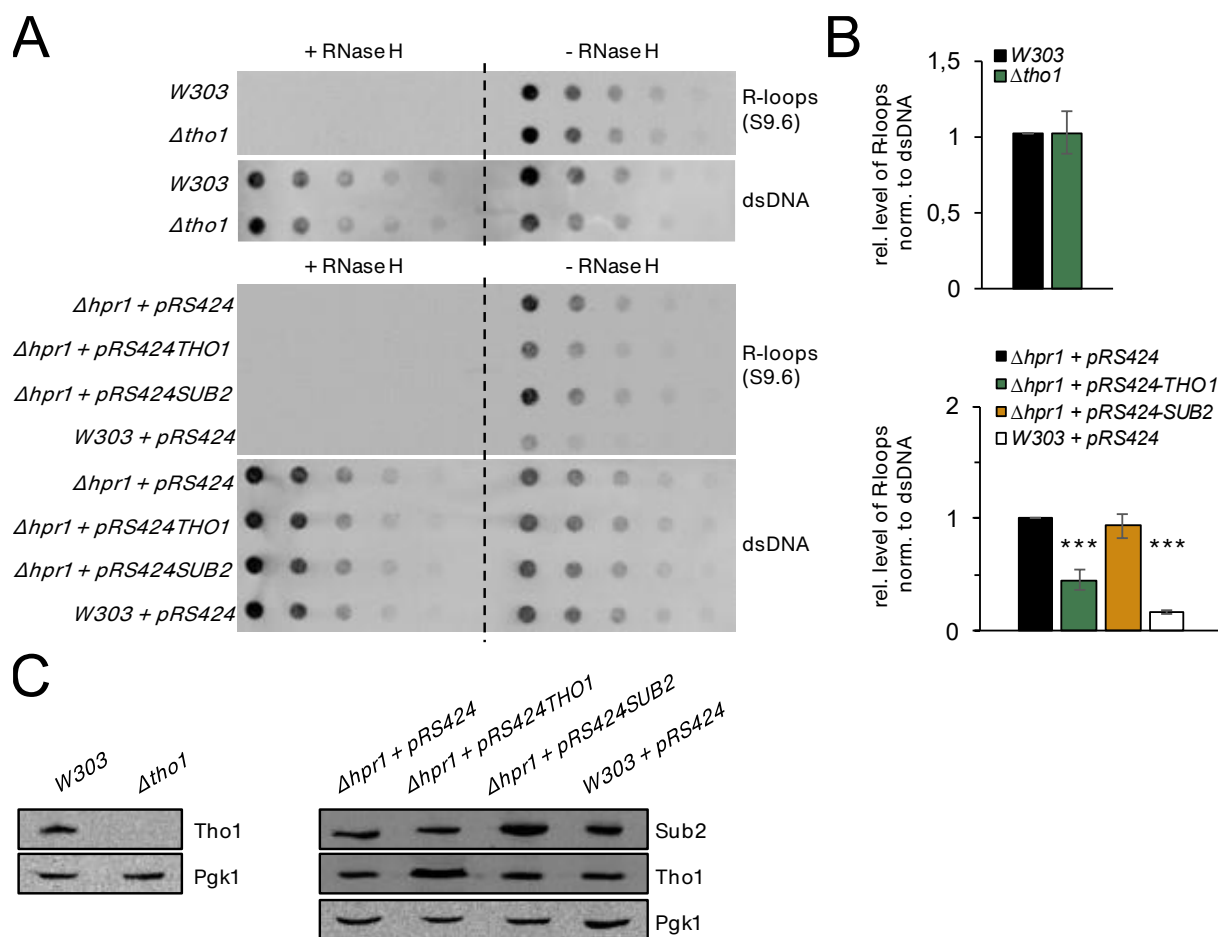 A
+ RNase H
- RNase H
W303
Δtho1
R-loops
(S9.6)
W303
Δtho1
dsDNA
+ RNase H
- RNase H
Δhpr1 + pRS424
Δhpr1 + pRS424THO1
Δhpr1 + pRS424SUB2
W303 + pRS424
R-loops
(S9.6)
Δhpr1 + pRS424
Δhpr1 + pRS424THO1
Δhpr1 + pRS424SUB2
W303 + pRS424
dsDNA
B
W303
Δtho1
rel. level of R-loops
norm. to dsDNA
1,5
1
0,5
0
Δhpr1 + pRS424
Δhpr1 + pRS424-THO1
Δhpr1 + pRS424-SUB2
W303 + pRS424
rel. level of R-loops
norm. to dsDNA
2
1
0
***
***
C
W303
Δtho1
Tho1
Pgk1
Δhpr1 + pRS424
Δhpr1 + pRS424THO1
Δhpr1 + pRS424SUB2
W303 + pRS424
Sub2
Tho1
Pgk1